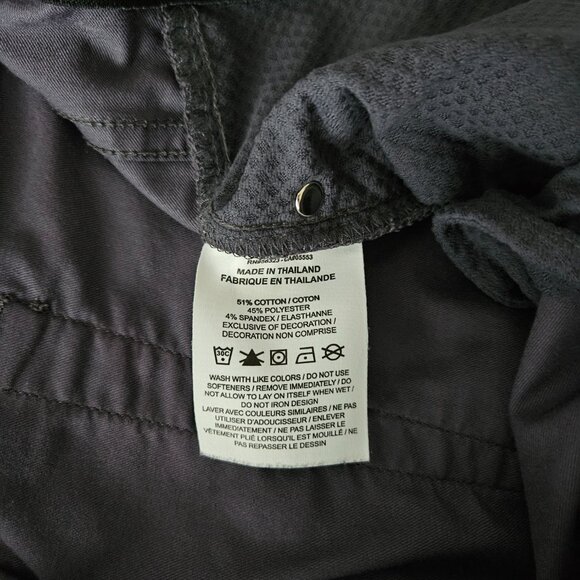 MADE IN THAILAND
FABRIQUE EN THAILANDE
51% COTTON / COTON
45% POLYESTER
4% SPANDEX / ELASTHANNE
EXCLUSIVE OF DECORATION /
DECORATION EXCLUSIVE
30C
WASH WITH LIKE COLORS / DO NOT USE
SOFTENERS / REMOVE IMMEDIATELY / DO
NOT ALLOW TO LAY ON ITSELF WHEN WET /
DO NOT IRON DESIGN
LAVER AVEC COULEURS SIMILAIRES / NE PAS
UTILISER D'ADOUCISSEUR / ENLEVER
IMMÉDIATEMENT / NE PAS LAISSER LE
VÊTEMENT PLIÉ LORSQU'IL EST MOUILLÉ / NE
PAS REPASSER LE DESSIN